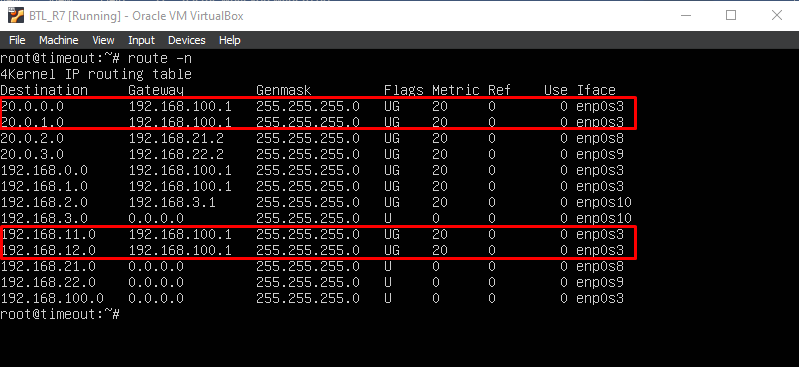 BTL_R7 [Running] - Oracle VM VirtualBox
File Machine View Input Devices Help
root@timeout:~# route -n
4Kernel IP routing table
Destination Gateway Genmask Flags Metric Ref Use Iface
20.0.0.0 192.168.100.1 255.255.255.0 UG 20 0 0 enp0s3
20.0.1.0 192.168.100.1 255.255.255.0 UG 20 0 0 enp0s3
20.0.2.0 192.168.21.2 255.255.255.0 UG 20 0 0 enp0s8
20.0.3.0 192.168.22.2 255.255.255.0 UG 20 0 0 enp0s9
192.168.0.0 192.168.100.1 255.255.255.0 UG 20 0 0 enp0s3
192.168.1.0 192.168.100.1 255.255.255.0 UG 20 0 0 enp0s3
192.168.2.0 192.168.3.1 255.255.255.0 UG 20 0 0 enp0s10
192.168.3.0 0.0.0.0 255.255.255.0 U 0 0 0 enp0s10
192.168.11.0 192.168.100.1 255.255.255.0 UG 20 0 0 enp0s3
192.168.12.0 192.168.100.1 255.255.255.0 UG 20 0 0 enp0s3
192.168.21.0 0.0.0.0 255.255.255.0 U 0 0 0 enp0s8
192.168.22.0 0.0.0.0 255.255.255.0 U 0 0 0 enp0s9
192.168.100.0 0.0.0.0 255.255.255.0 U 0 0 0 enp0s3
root@timeout:~#